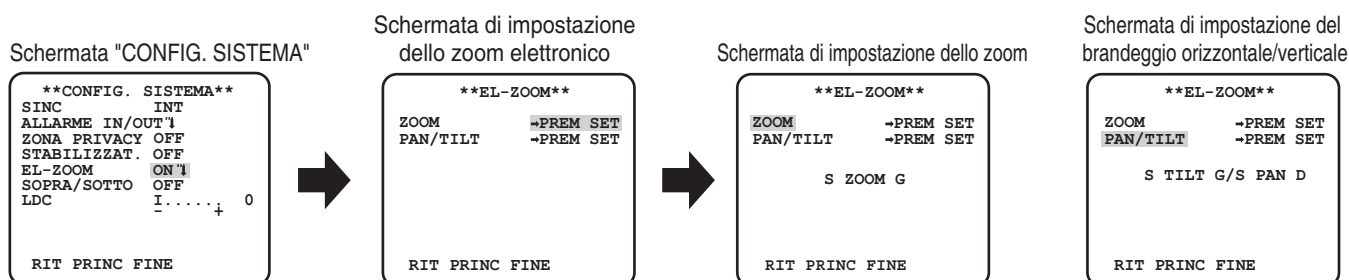 Schermata "CONFIG. SISTEMA"
**CONFIG. SISTEMA**
SINC INT
ALLARME IN/OUT
ZONA PRIVACY OFF
STABILIZZAT. OFF
EL-ZOOM ON
SOPRA/SOTTO OFF
LDC I..... 0
- +
RIT PRINC FINE
Schermata di impostazione
dello zoom elettronico
**EL-ZOOM**
ZOOM →PREM SET
PAN/TILT →PREM SET
RIT PRINC FINE
Schermata di impostazione dello zoom
**EL-ZOOM**
ZOOM →PREM SET
PAN/TILT →PREM SET
S ZOOM G
RIT PRINC FINE
Schermata di impostazione del
brandeggio orizzontale/verticale
**EL-ZOOM**
ZOOM →PREM SET
PAN/TILT →PREM SET
S TILT G/S PAN D
RIT PRINC FINE